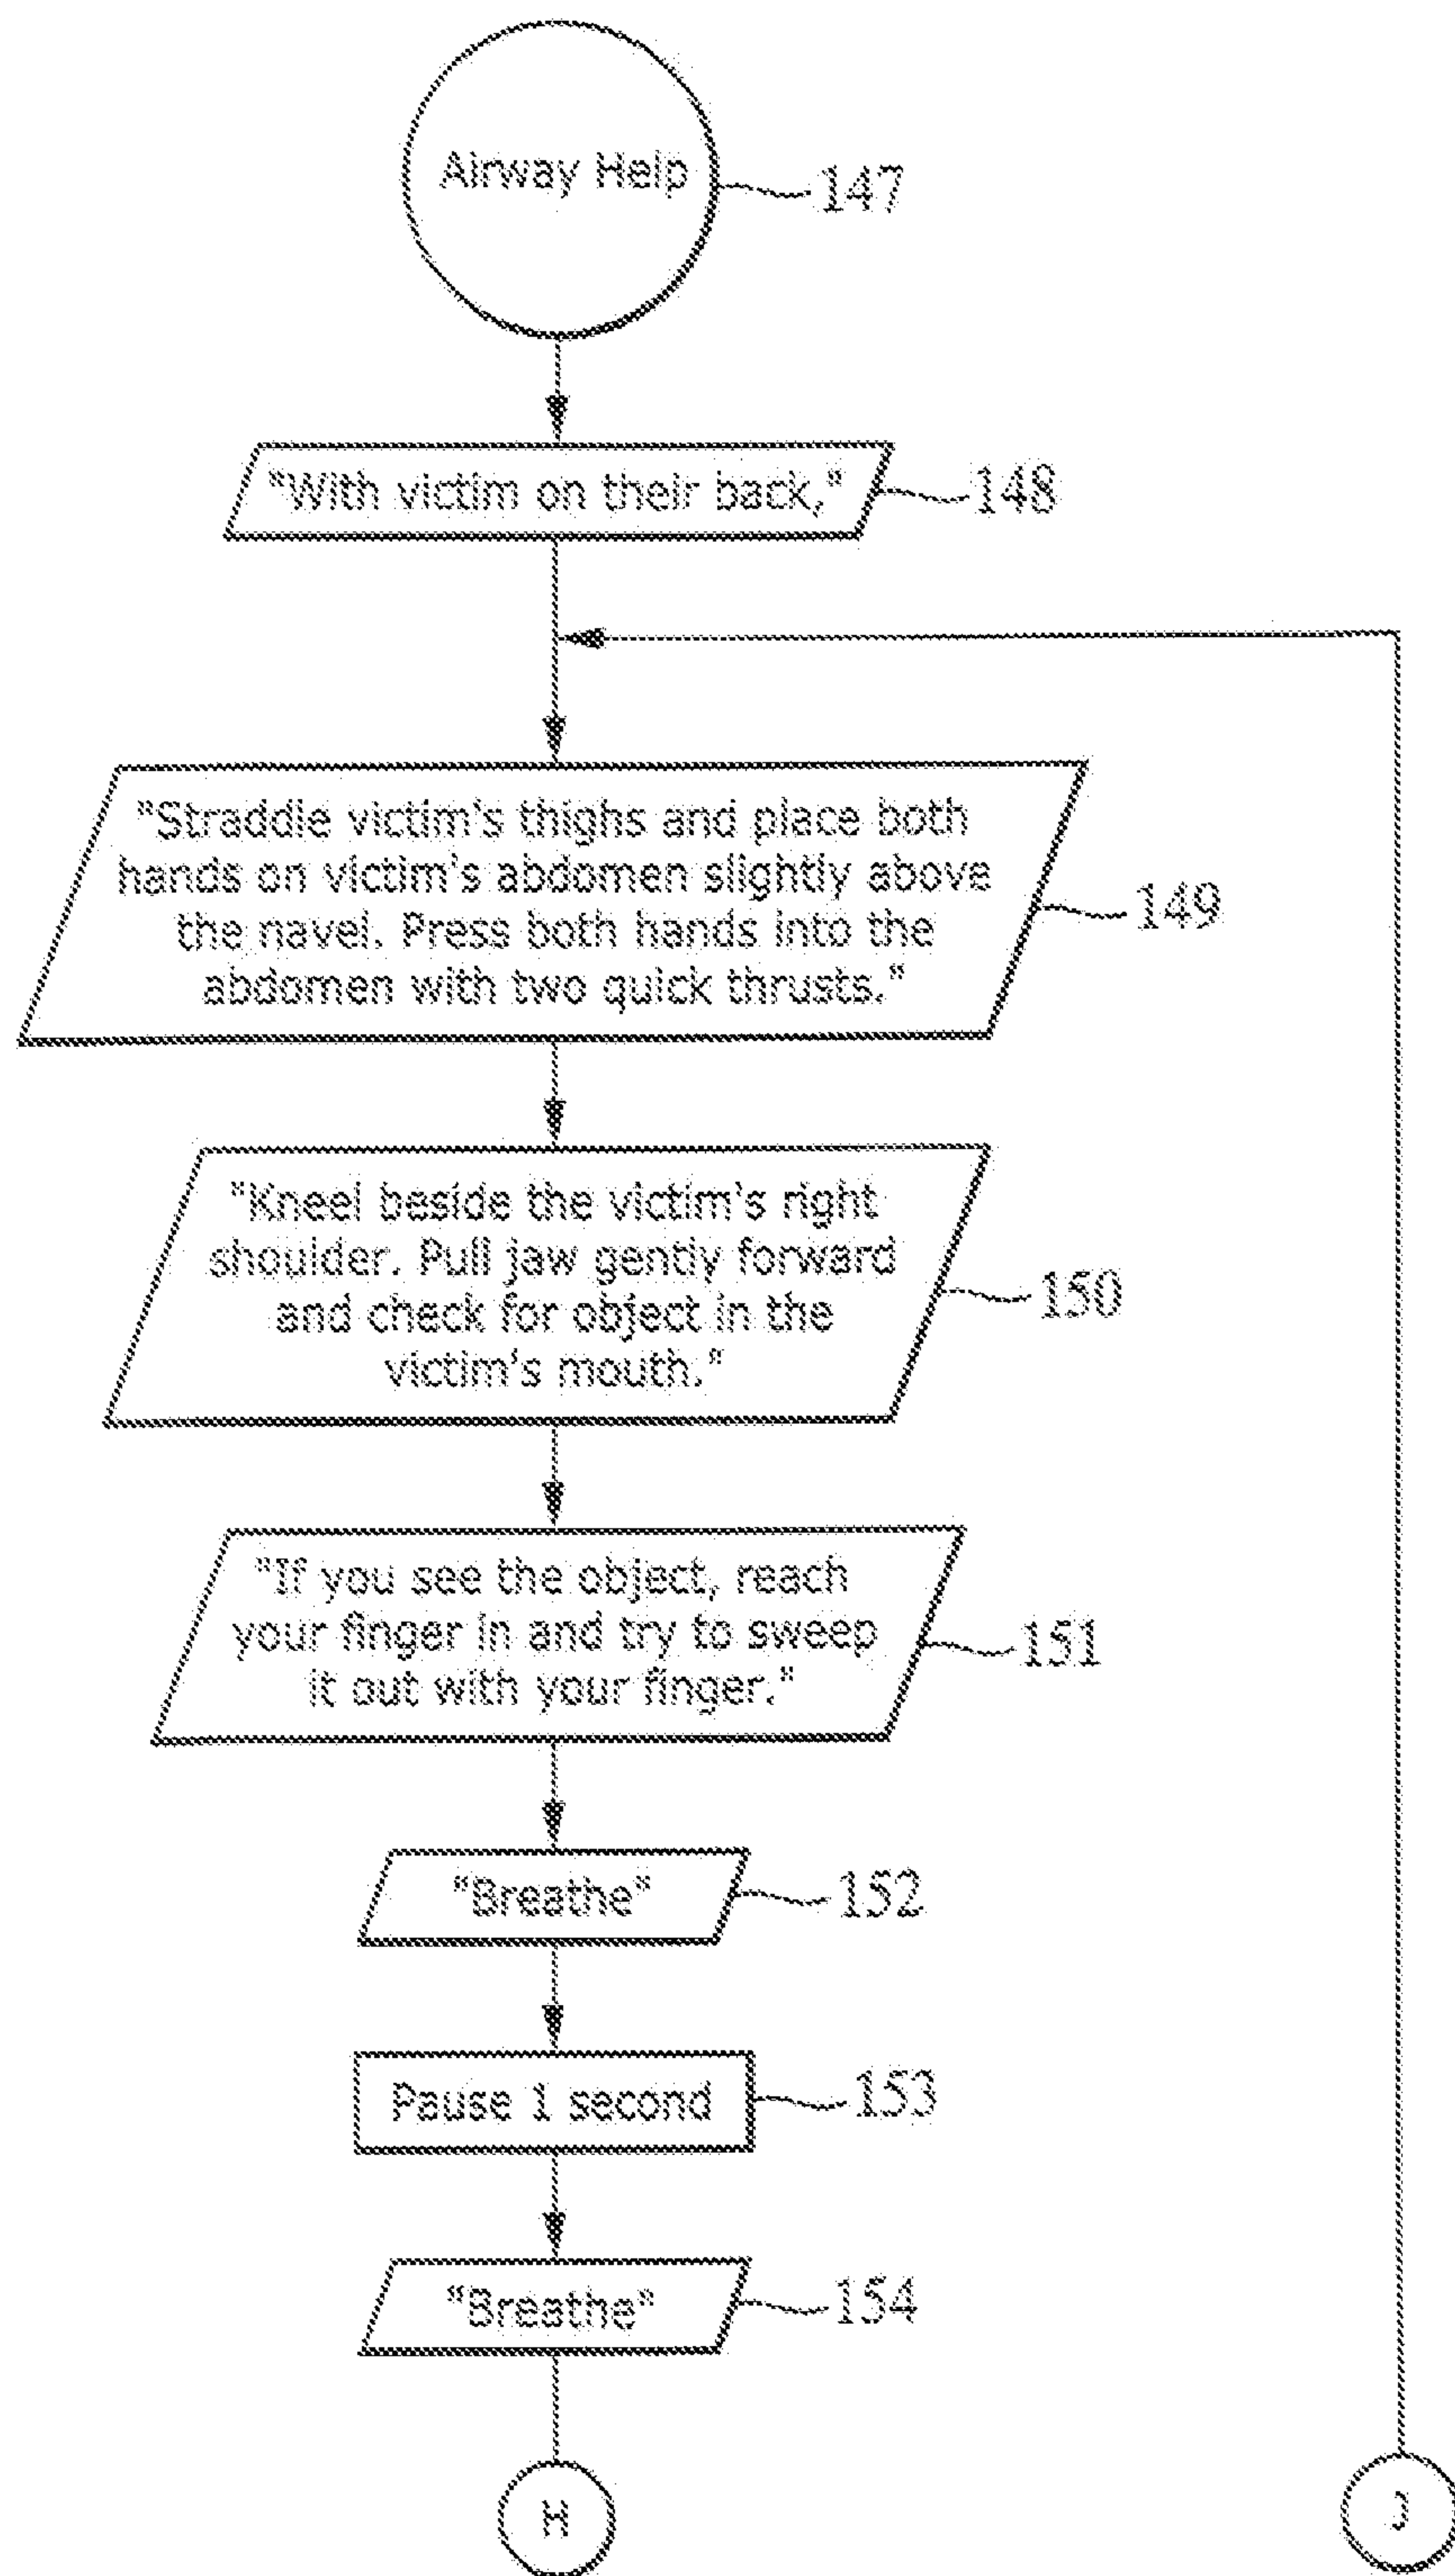 Airway Help
147
"With victim on their back,"
148
"Straddle victim's thighs and place both
hands on victim's abdomen slightly above
the navel. Press both hands into the
abdomen with two quick thrusts."
149
"Kneel beside the victim's right
shoulder. Pull jaw gently forward
and check for object in the
victim's mouth."
150
"If you see the object, reach
your finger in and try to sweep
it out with your finger."
151
"Breathe"
152
Pause 1 second
153
"Breathe"
154
H
J